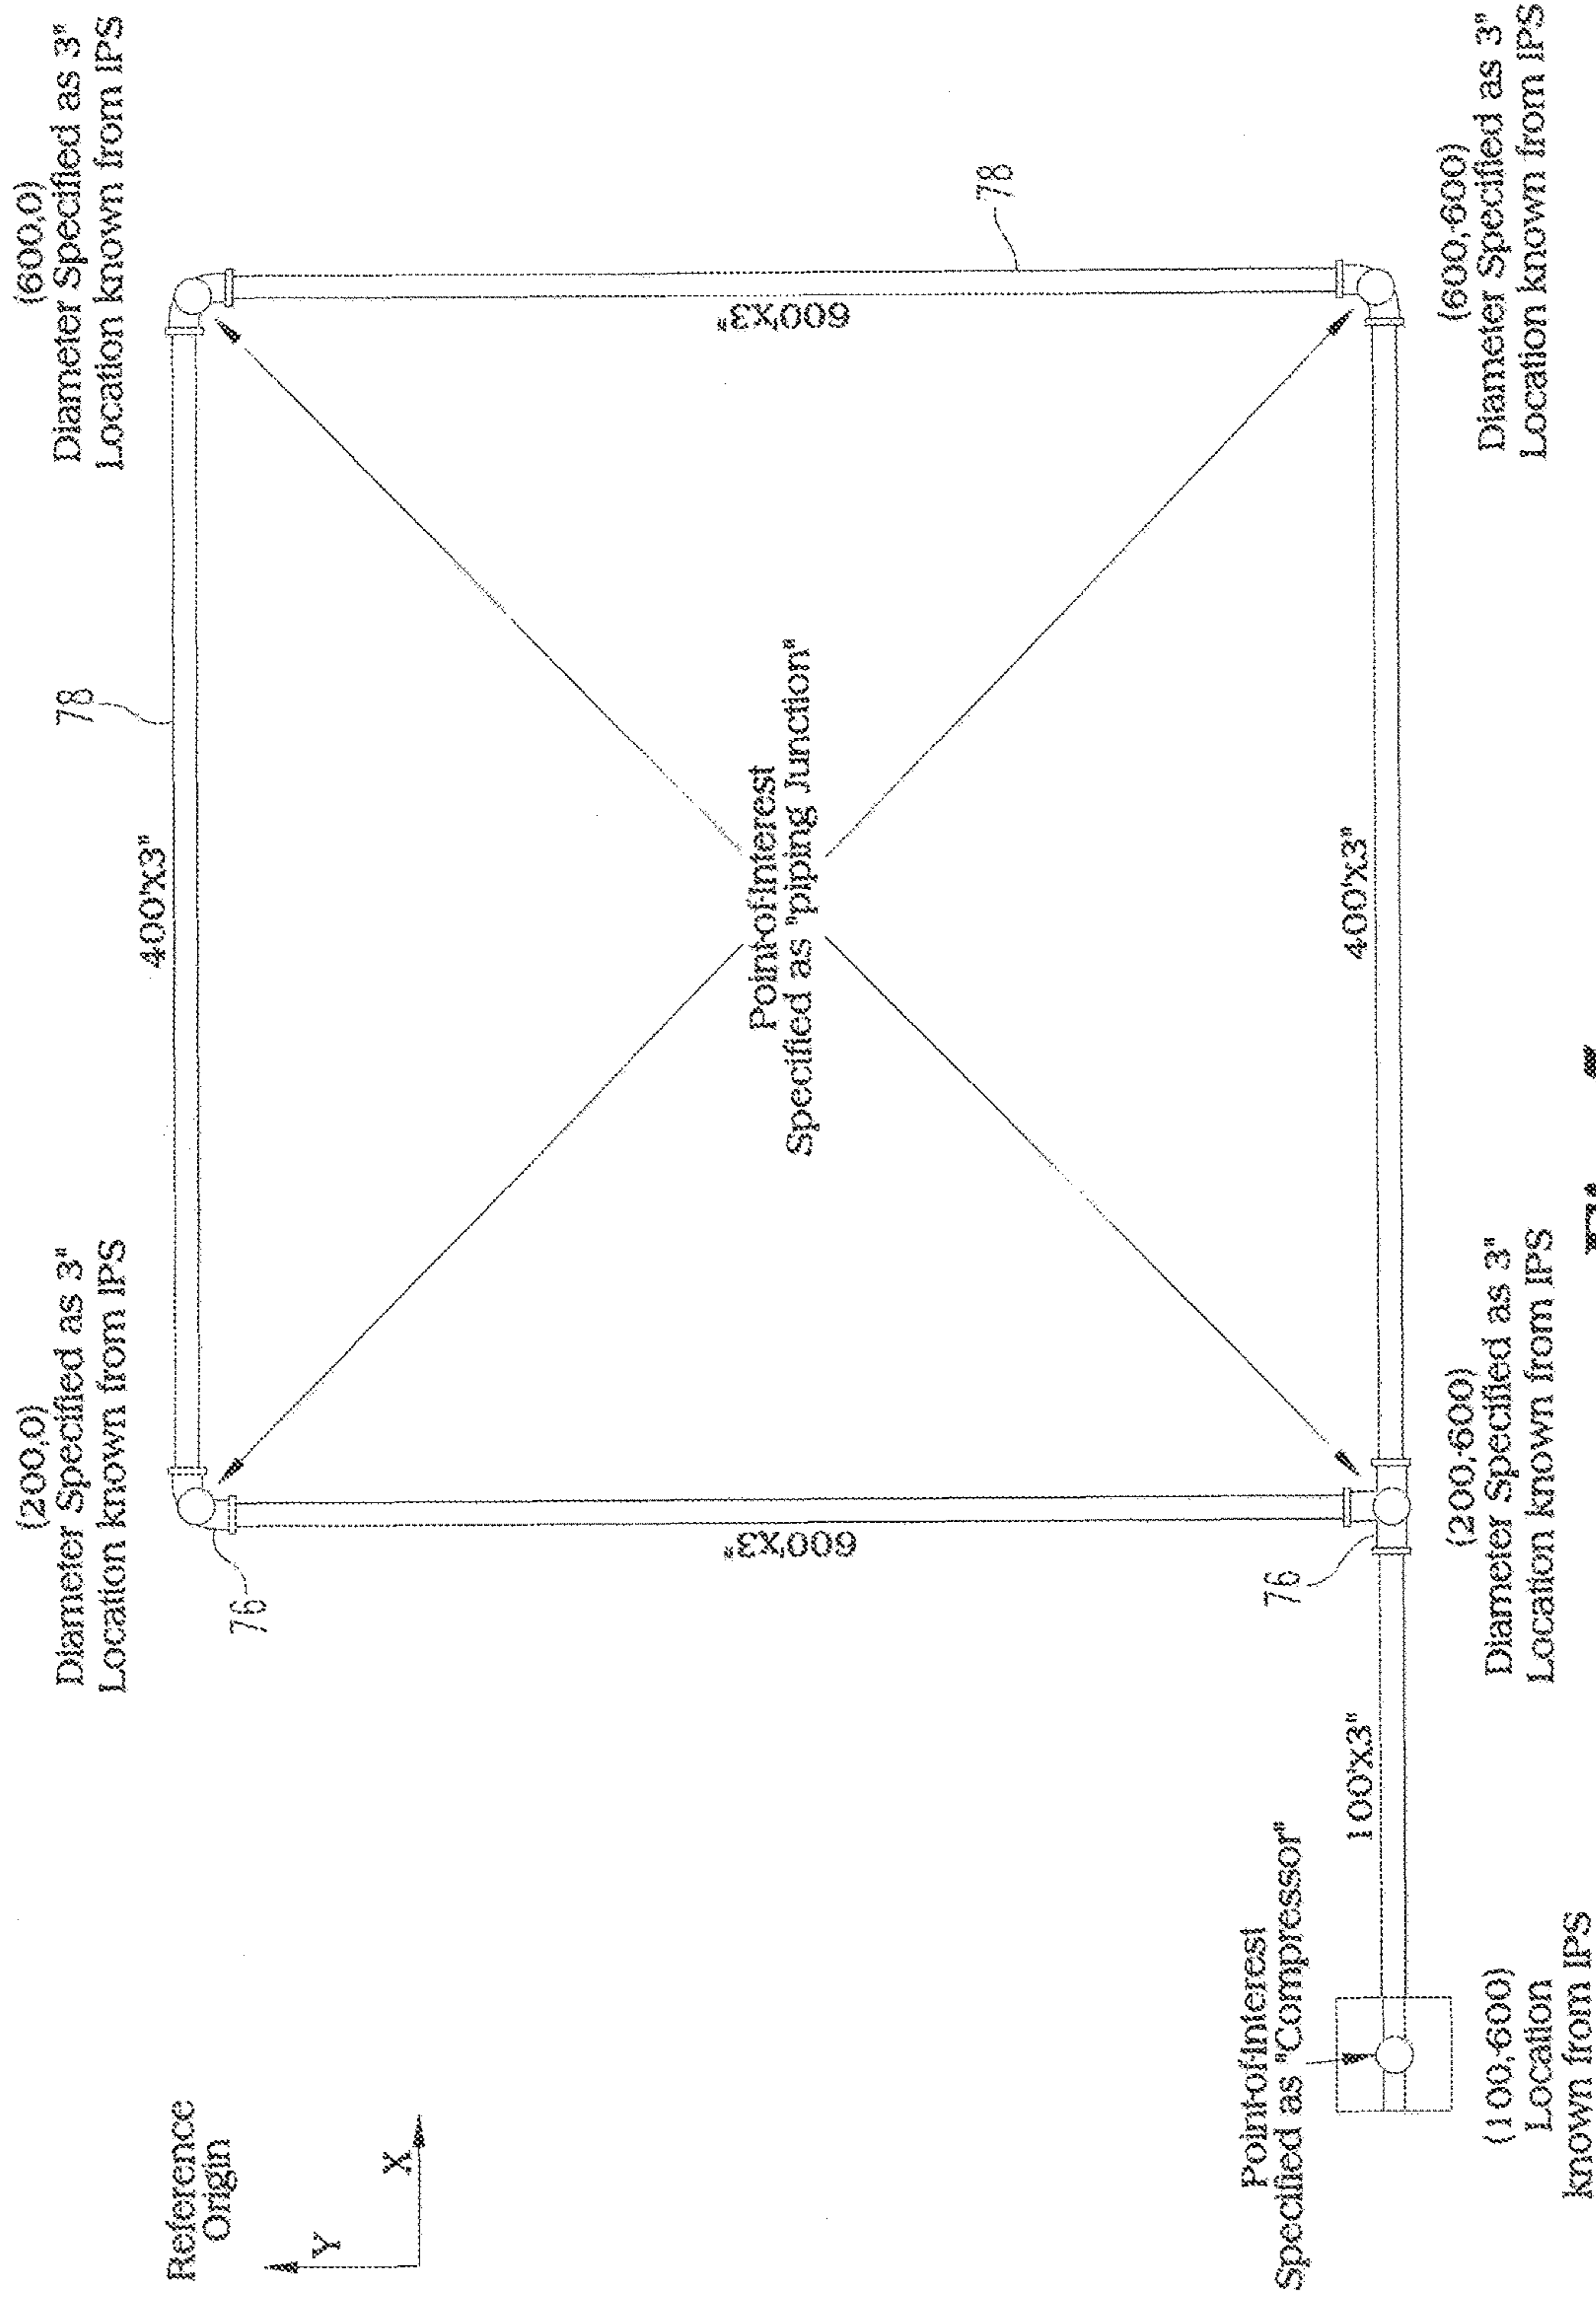 Reference
Origin
Y
X
(200,0)
Diameter Specified as 3"
Location known from IPS
(600,0)
Diameter Specified as 3"
Location known from IPS
76
78
400'X3"
600'X3"
600'X3"
78
Point-of-Interest
Specified as "piping Junction"
Point-of-Interest
Specified as "Compressor"
100'X3"
76
400'X3"
(100,-600)
Location
known from IPS
(200,-600)
Diameter Specified as 3"
Location known from IPS
(600,-600)
Diameter Specified as 3"
Location known from IPS